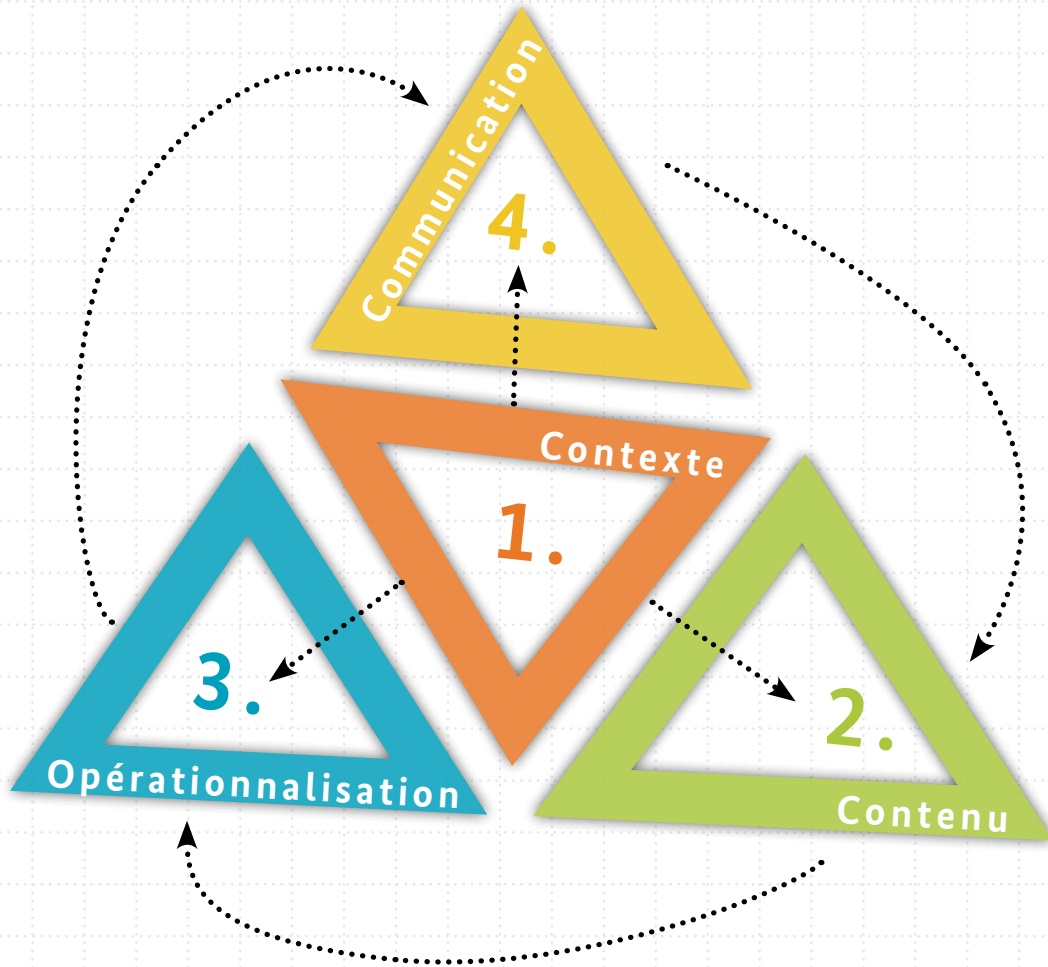 Communication
4.
Contexte
1.
3.
Opérationnalisation
2.
Contenu